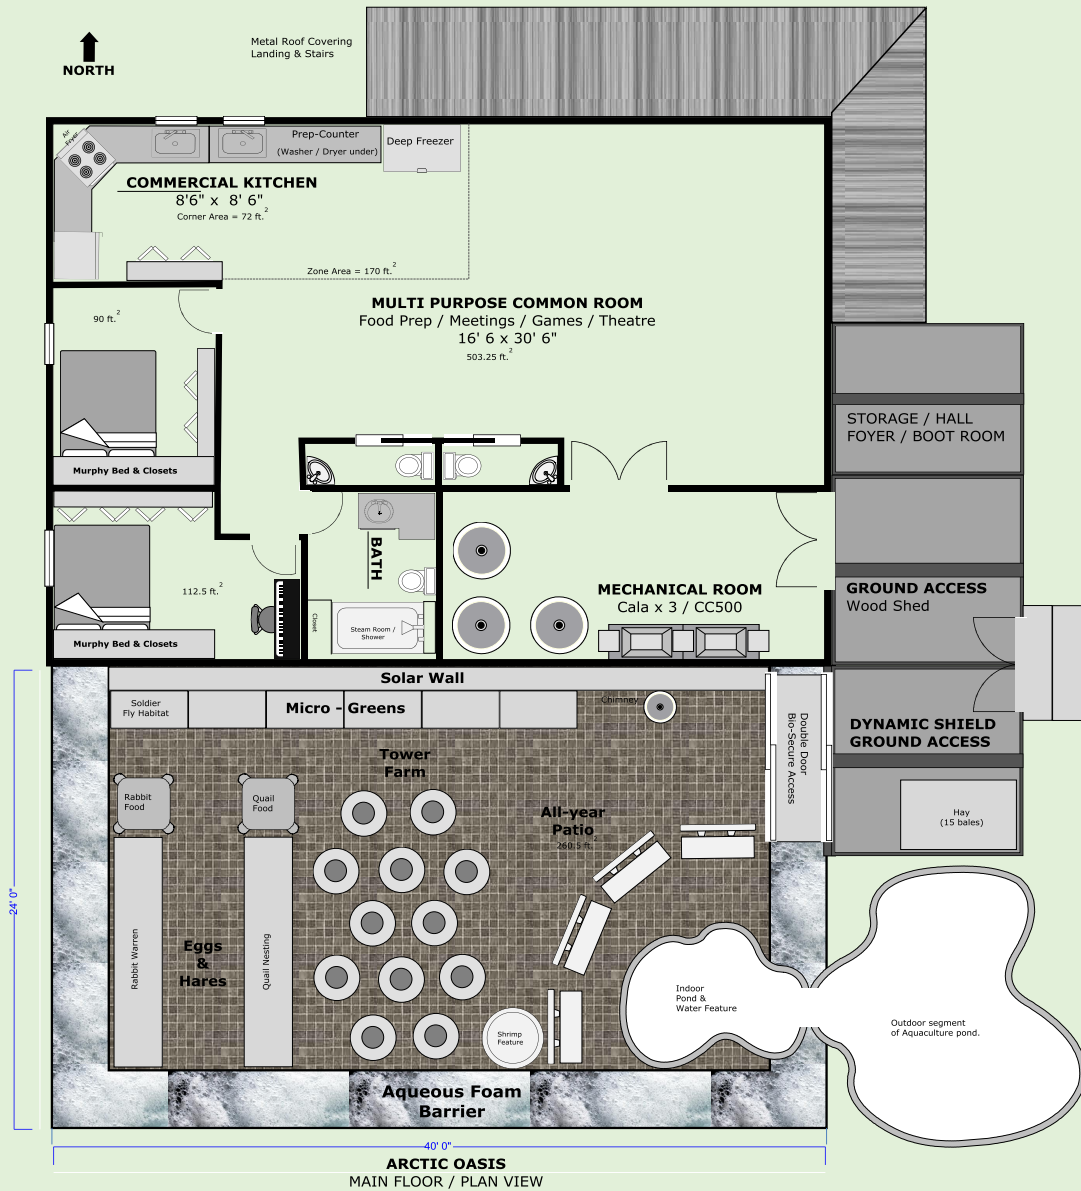 Metal Roof Covering
Landing & Stairs
NORTH
Air
Fryer
Prep-Counter
(Washer / Dryer under)
Deep Freezer
COMMERCIAL KITCHEN
8'6" x 8' 6"
Corner Area = 72 ft.2
Zone Area = 170 ft.2
MULTI PURPOSE COMMON ROOM
Food Prep / Meetings / Games / Theatre
16' 6 x 30' 6"
503.25 ft.2
90 ft.2
Murphy Bed & Closets
STORAGE / HALL
FOYER / BOOT ROOM
BATH
112.5 ft.2
Murphy Bed & Closets
Closet
Steam Room /
Shower
MECHANICAL ROOM
Cala x 3 / CC500
GROUND ACCESS
Wood Shed
Solar Wall
Soldier
Fly Habitat
Micro - Greens
Chimney
Double Door
Bio-Secure Access
DYNAMIC SHIELD
GROUND ACCESS
Tower
Farm
Rabbit
Food
Quail
Food
All-year
Patio
260.5 ft.2
Hay
(15 bales)
24' 0"
Rabbit Warren
Eggs
&
Hares
Quail Nesting
Indoor
Pond &
Water Feature
Outdoor segment
of Aquaculture pond.
Shrimp
Feature
Aqueous Foam
Barrier
40' 0"
ARCTIC OASIS
MAIN FLOOR / PLAN VIEW